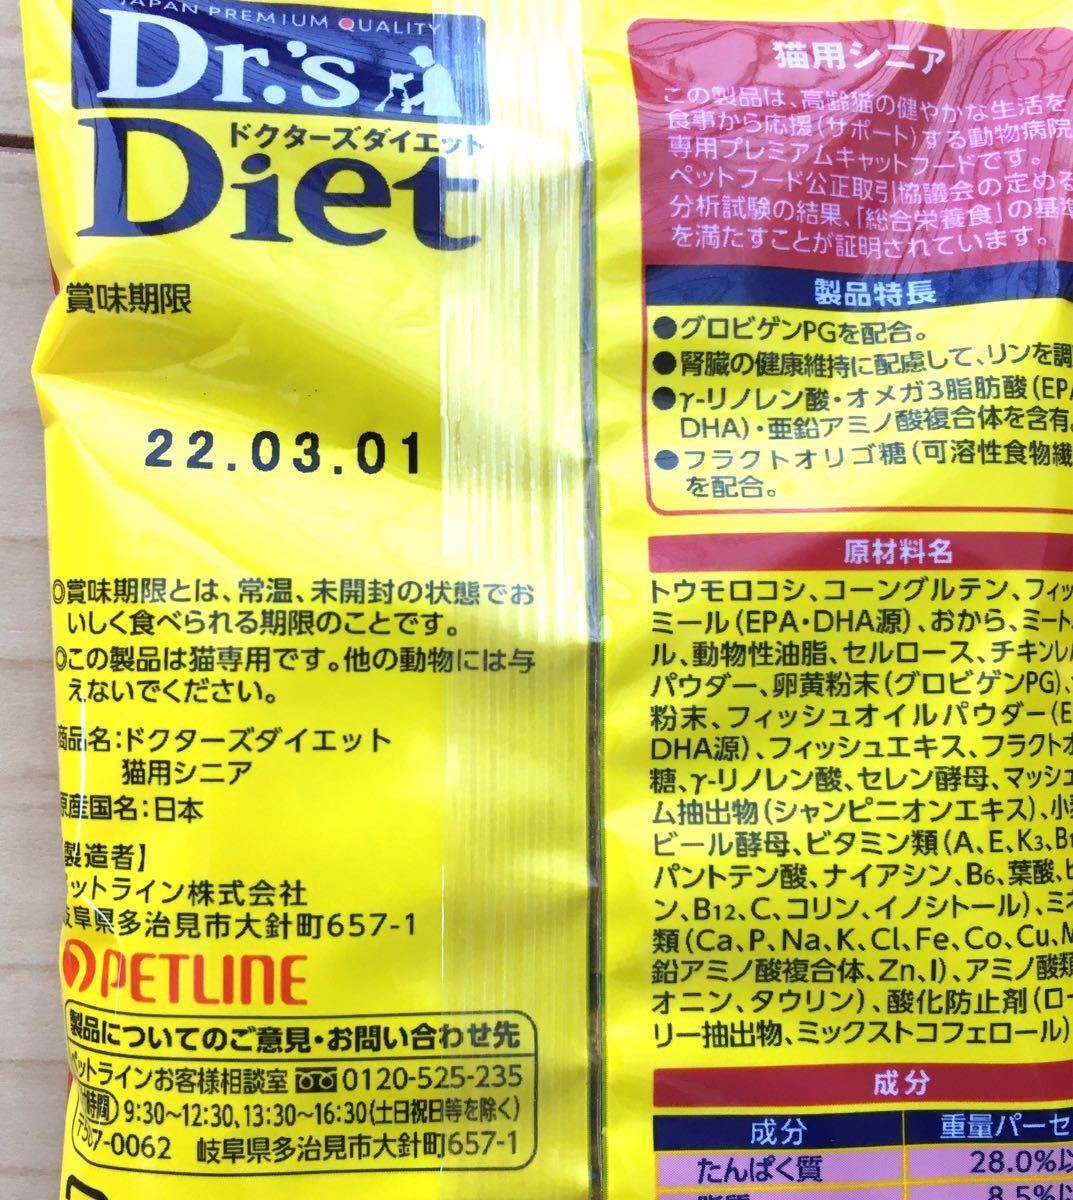 JAPAN PREMIUM QUALITY
Dr.'s
ドクターズダイエット
Diet
賞味期限
22.03.01
◎賞味期限とは、常温、未開封の状態でお
いしく食べられる期限のことです。
◎この製品は猫専用です。他の動物には与
えないでください。
商品名:ドクターズダイエット
猫用シニア
原産国名:日本
製造者】
ペットライン株式会社
岐阜県多治見市大針町657-1
PETLINE
製品についてのご意見・お問い合わせ先
ペットラインお客様相談室 0120-525-235
時間 9:30~12:30,13:30~16:30(土日祝日等を除く)
〒507-0062 岐阜県多治見市大針町657-1
猫用シニア
この製品は、高齢猫の健やかな生活を
食事から応援(サポート)する動物病院
専用プレミアムキャットフードです。
ペットフード公正取引協議会の定める
分析試験の結果、「総合栄養食」の基準
を満たすことが証明されています。
製品特長
●グロビゲンPGを配合。
●腎臓の健康維持に配慮して、リンを調
●γ-リノレン酸・オメガ3脂肪酸(EPA
DHA)・亜鉛アミノ酸複合体を含有。
●フラクトオリゴ糖(可溶性食物繊
を配合。
原材料名
トウモロコシ、コーングルテン、フィッ
ミール(EPA・DHA源)、おから、ミート
ル、動物性油脂、セルロース、チキンレバ
パウダー、卵黄粉末(グロビゲンPG)、
粉末、フィッシュオイルパウダー(E
DHA源)、フィッシュエキス、フラクトオ
糖、γ-リノレン酸、セレン酵母、マッシュ
ム抽出物(シャンピニオンエキス)、小麦
ビール酵母、ビタミン類(A、E、K3、B1
パントテン酸、ナイアシン、B6、葉酸、ビ
ン、B12、C、コリン、イノシトール)、ミネ
類(Ca、P、Na、K、Cl、Fe、Co、Cu、M
鉛アミノ酸複合体、Zn、I)、アミノ酸類
オニン、タウリン)、酸化防止剤(ロー
リー抽出物、ミックストコフェロール)
成分
成分 重量パーセ
たんぱく質 28.0%以
脂質 8.5%以